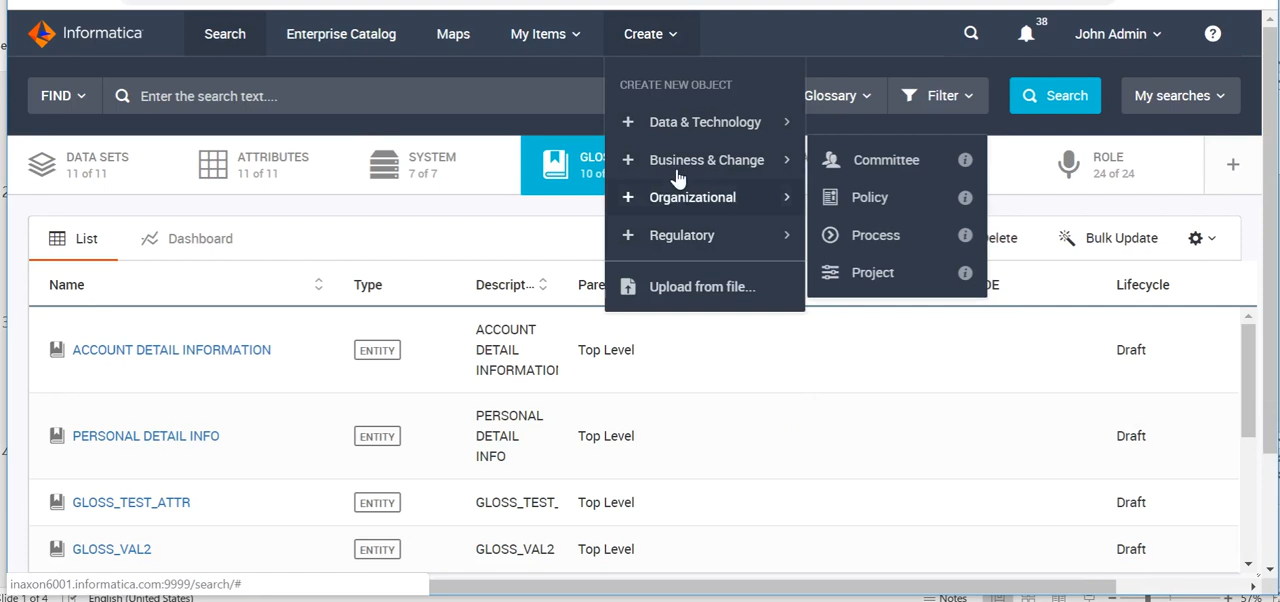 Informatica
Search
Enterprise Catalog
Maps
My Items
Create
38
John Admin
?
FIND
Enter the search text....
Glossary
Filter
Search
My searches
CREATE NEW OBJECT
Data & Technology
Business & Change
Organizational
Regulatory
Upload from file...
Committee
Policy
Process
Project
DATA SETS
11 of 11
ATTRIBUTES
11 of 11
SYSTEM
7 of 7
GLOS
10 of
ROLE
24 of 24
List
Dashboard
elete
Bulk Update
Name
Type
Descript...
Pare
DE
Lifecycle
ACCOUNT DETAIL INFORMATION
ENTITY
ACCOUNT
DETAIL
INFORMATIO
Top Level
Draft
PERSONAL DETAIL INFO
ENTITY
PERSONAL
DETAIL
INFO
Top Level
Draft
GLOSS_TEST_ATTR
ENTITY
GLOSS_TEST_
Top Level
Draft
GLOSS_VAL2
ENTITY
GLOSS_VAL2
Top Level
Draft
inaxon6001.informatica.com:9999/search/#
Slide 1 of 4
English (United States)
Notes
57%